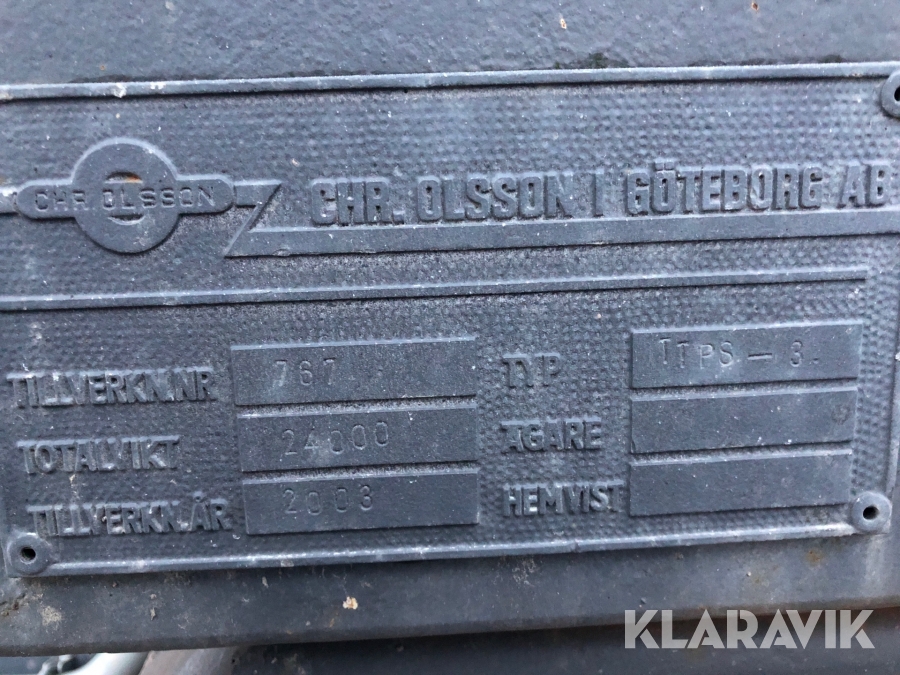 CHR. OLSSON
CHR. OLSSON I GÖTEBORG AB
TILLVERKN.NR 767 TYP TTPS-3.
TOTALVIKT 24000 ÄGARE
TILLVERKN.ÅR 2003 HEMVIST
KLARAVIK